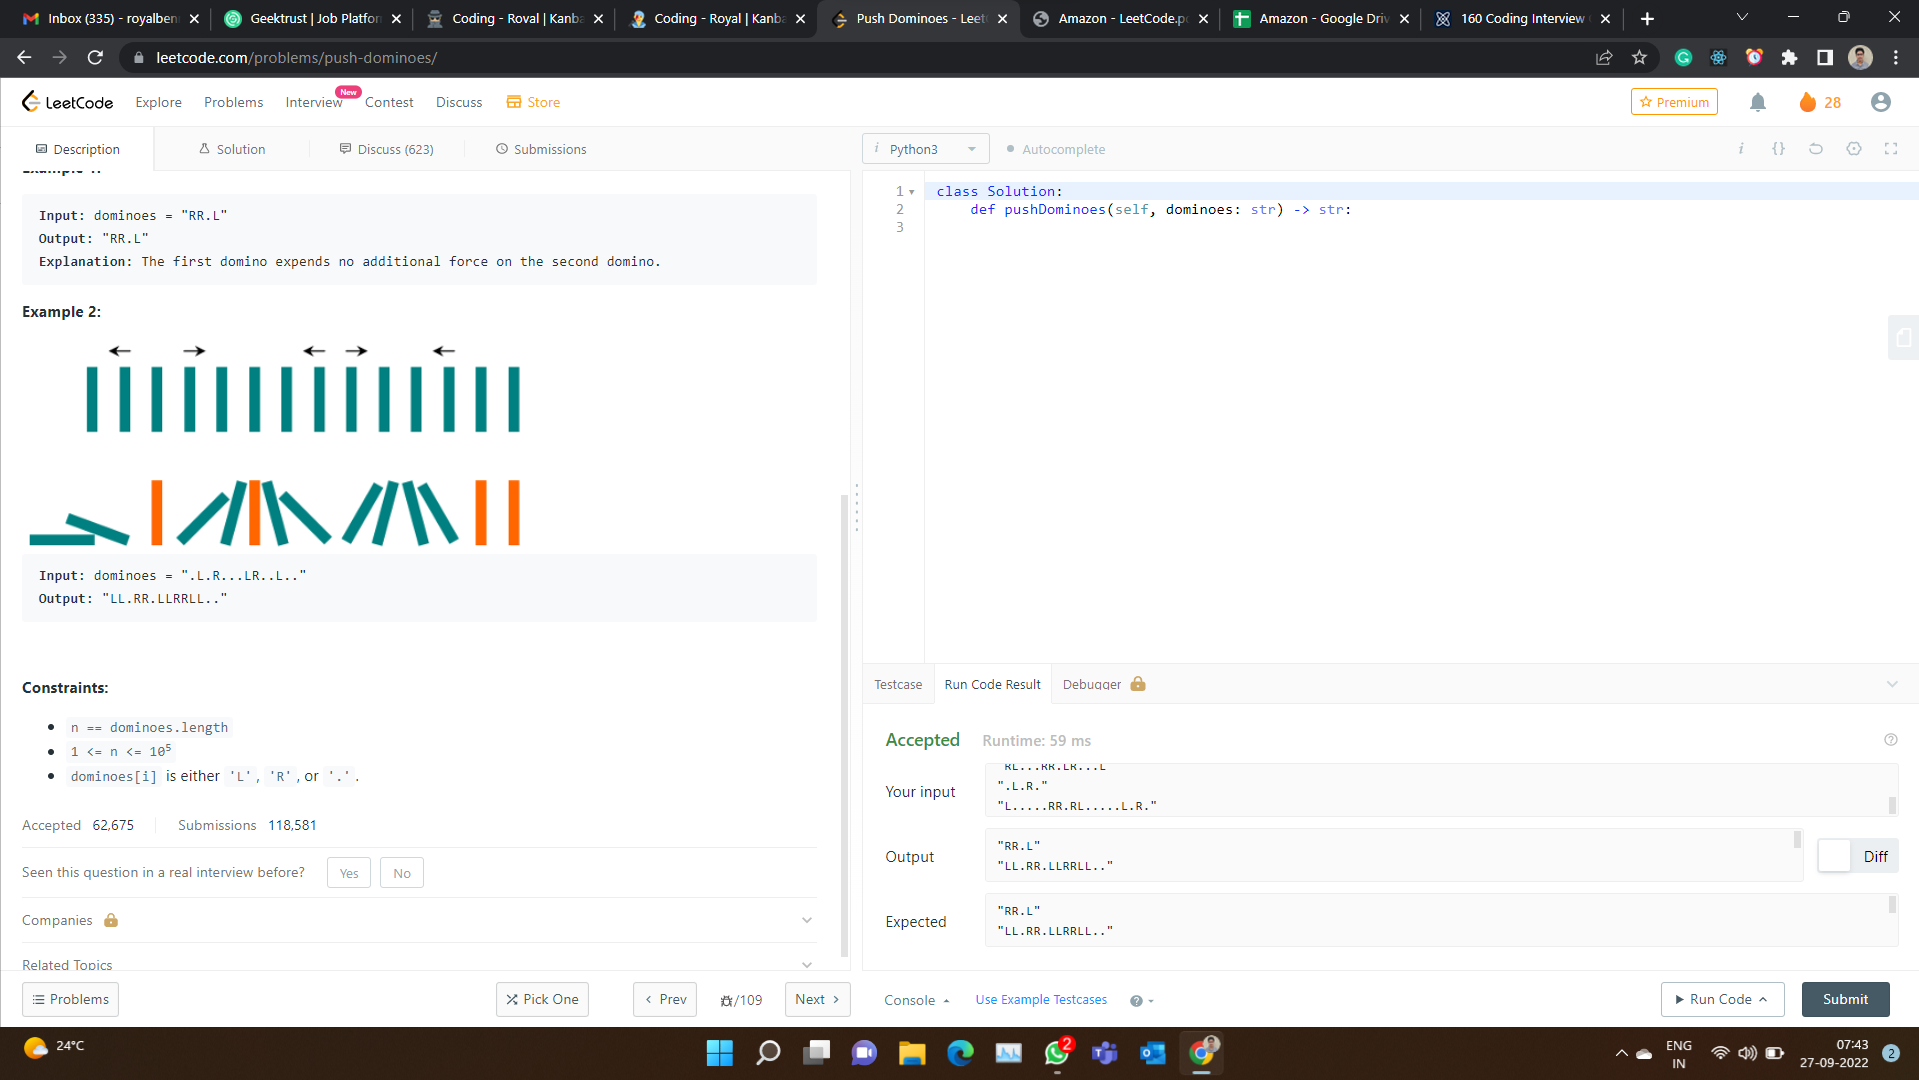 Inbox (335) - royalben
Geektrust | Job Platfor
Coding - Royal | Kanba
Coding - Royal | Kanba
Push Dominoes - Leet
Amazon - LeetCode.p
Amazon - Google Driv
160 Coding Interview
leetcode.com/problems/push-dominoes/
LeetCode
Explore
Problems
Interview
New
Contest
Discuss
Store
Premium
28
Description
Solution
Discuss (623)
Submissions
i Python3
Autocomplete
Example 1:
Input: dominoes = "RR.L"
Output: "RR.L"
Explanation: The first domino expends no additional force on the second domino.
Example 2:
Input: dominoes = ".L.R...LR..L.."
Output: "LL.RR.LLRRLL.."
Constraints:
n == dominoes.length
1 <= n <= 10⁵
dominoes[i] is either 'L', 'R', or '.'.
Accepted 62,675 Submissions 118,581
Seen this question in a real interview before? Yes No
Companies
Related Topics
Problems
Pick One
Prev
/109
Next
1 class Solution:
2 def pushDominoes(self, dominoes: str) -> str:
3
Testcase
Run Code Result
Debugger
Accepted Runtime: 59 ms
Your input
"RL...RR.LR...L
".L.R."
"L.....RR.RL.....L.R."
Output
"RR.L"
"LL.RR.LLRRLL.."
Diff
Expected
"RR.L"
"LL.RR.LLRRLL.."
Console
Use Example Testcases
Run Code
Submit
24°C
2
ENG
IN
07:43
27-09-2022
2